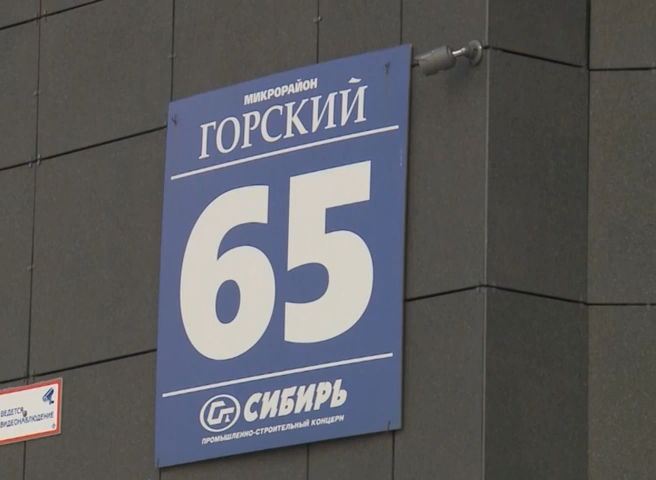 МИКРОРАЙОН
ГОРСКИЙ
65
СИБИРЬ
ПРОМЫШЛЕННО-СТРОИТЕЛЬНЫЙ КОНЦЕРН
ВЕДЕТСЯ
ВИДЕОНАБЛЮДЕНИЕ